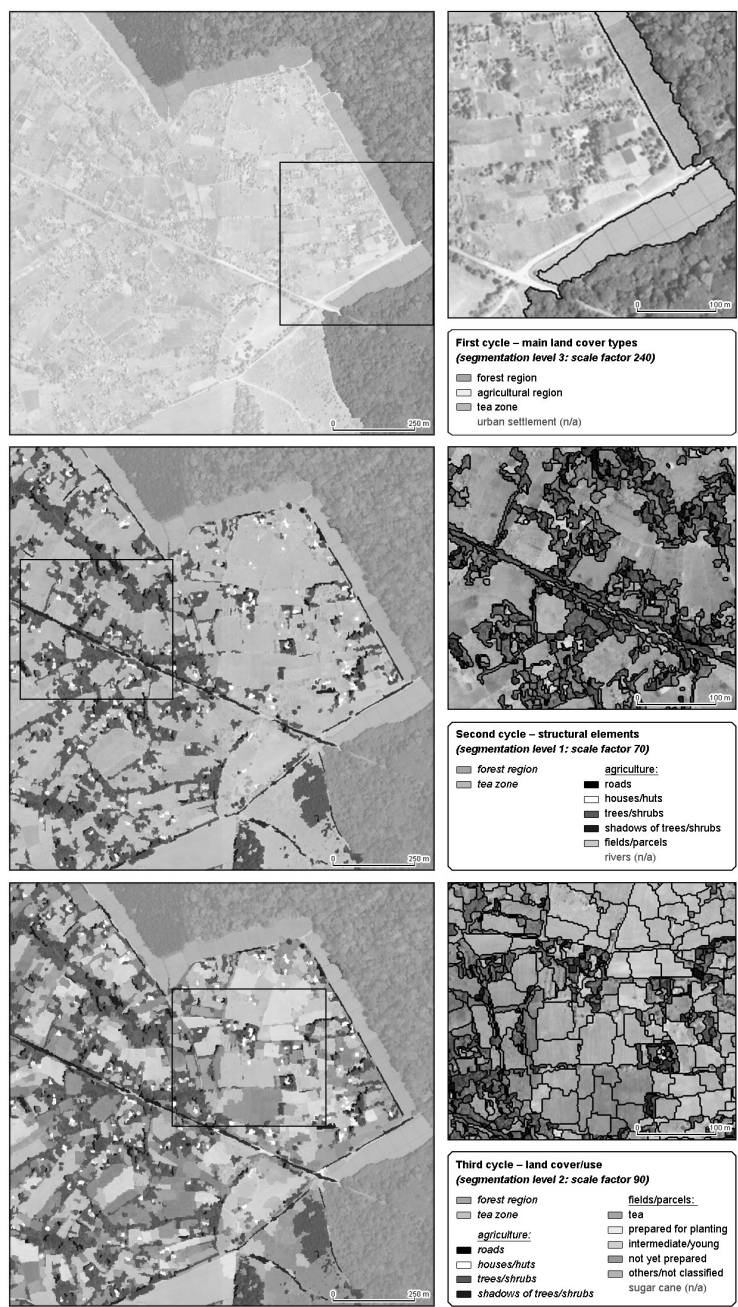 0 250 m
0 100 m
First cycle – main land cover types
(segmentation level 3: scale factor 240)
forest region
agricultural region
tea zone
urban settlement (n/a)
0 250 m
0 100 m
Second cycle – structural elements
(segmentation level 1: scale factor 70)
forest region
tea zone
agriculture:
roads
houses/huts
trees/shrubs
shadows of trees/shrubs
fields/parcels
rivers (n/a)
0 250 m
0 100 m
Third cycle – land cover/use
(segmentation level 2: scale factor 90)
forest region
tea zone
agriculture:
roads
houses/huts
trees/shrubs
shadows of trees/shrubs
fields/parcels:
tea
prepared for planting
intermediate/young
not yet prepared
others/not classified
sugar cane (n/a)